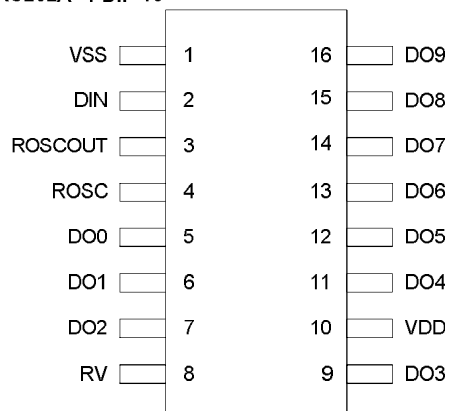 VSS 1 16 DO9
DIN 2 15 DO8
ROSCOUT 3 14 DO7
ROSC 4 13 DO6
DO0 5 12 DO5
DO1 6 11 DO4
DO2 7 10 VDD
RV 8 9 DO3